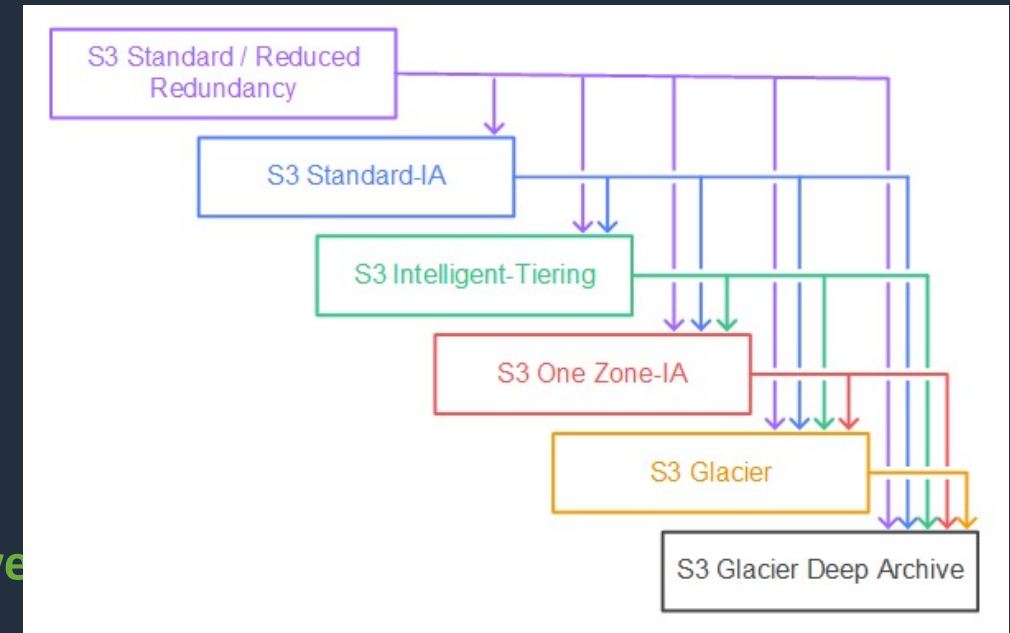 S3 Standard / Reduced
Redundancy
S3 Standard-IA
S3 Intelligent-Tiering
S3 One Zone-IA
S3 Glacier
ve
S3 Glacier Deep Archive